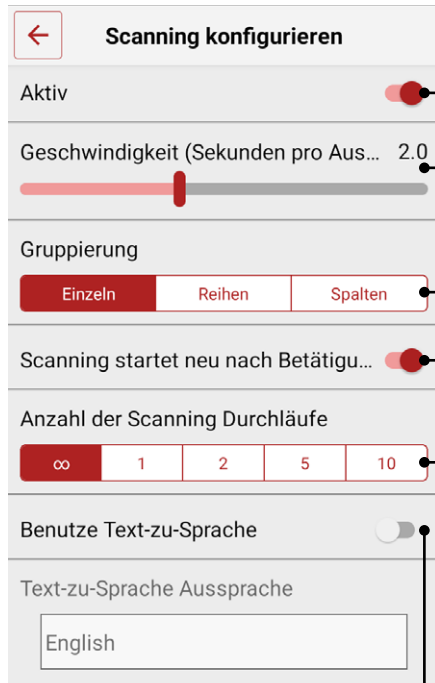 Scanning konfigurieren
Aktiv
Geschwindigkeit (Sekunden pro Aus... 2.0
Gruppierung
Einzeln Reihen Spalten
Scanning startet neu nach Betätigu...
Anzahl der Scanning Durchläufe
∞ 1 2 5 10
Benutze Text-zu-Sprache
Text-zu-Sprache Aussprache
English